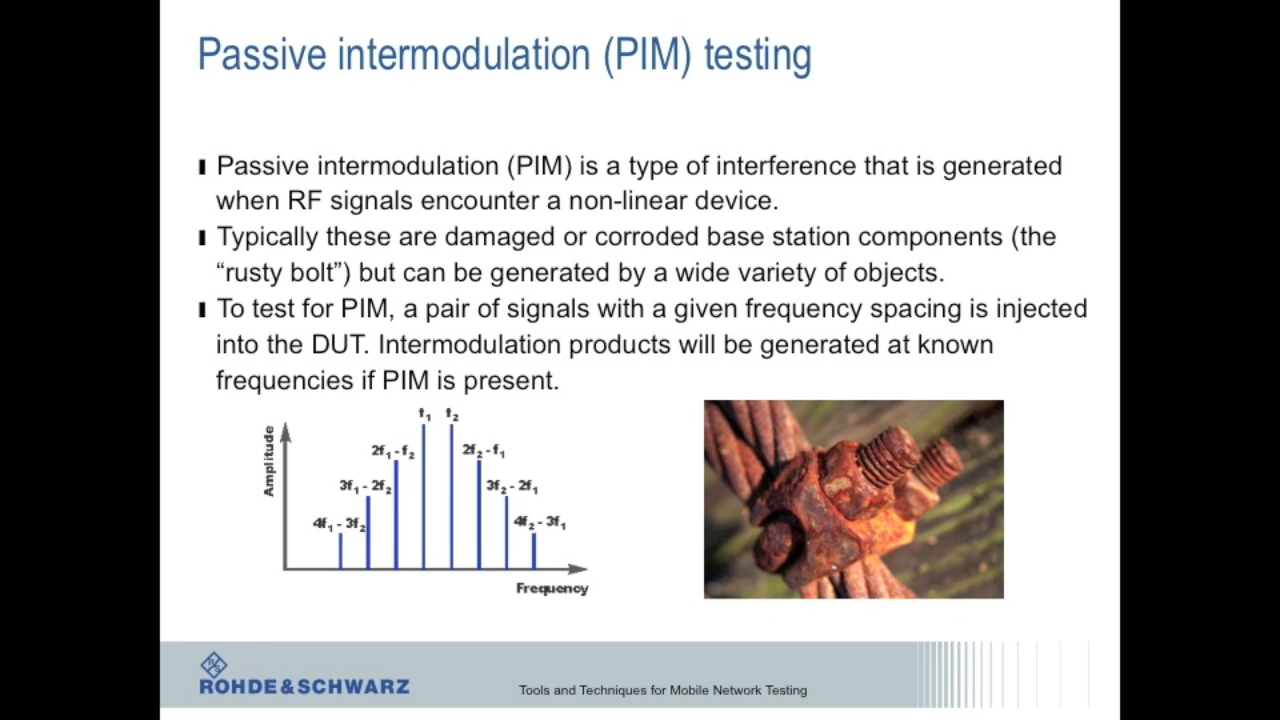 Passive intermodulation (PIM) testing
Passive intermodulation (PIM) is a type of interference that is generated
when RF signals encounter a non-linear device.
Typically these are damaged or corroded base station components (the
“rusty bolt”) but can be generated by a wide variety of objects.
To test for PIM, a pair of signals with a given frequency spacing is injected
into the DUT. Intermodulation products will be generated at known
frequencies if PIM is present.
f₁ f₂
Amplitude
2f₁ - f₂ 2f₂ - f₁
3f₁ - 2f₂ 3f₂ - 2f₁
4f₁ - 3f₂ 4f₂ - 3f₁
Frequency
R S
ROHDE & SCHWARZ
Tools and Techniques for Mobile Network Testing